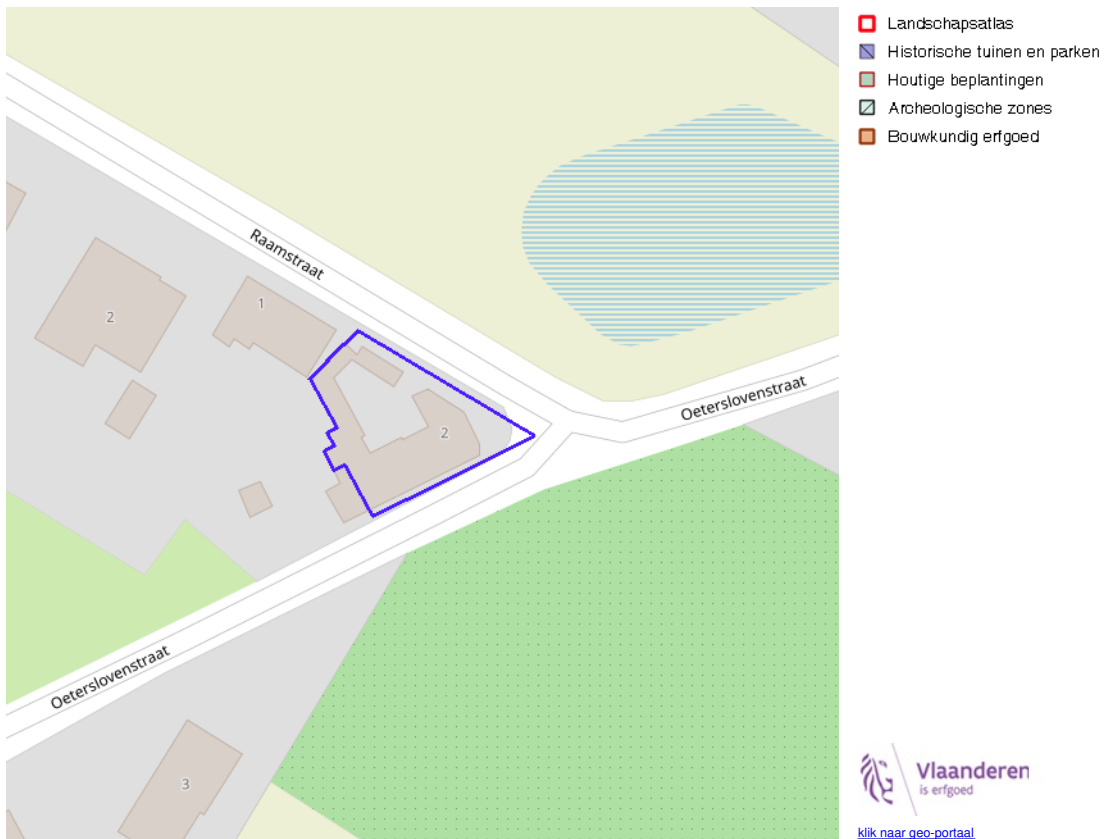 Landschapsatlas
Historische tuinen en parken
Houtige beplantingen
Archeologische zones
Bouwkundig erfgoed
Raamstraat
1
2
2
Oeterslovenstraat
Oeterslovenstraat
3
Vlaanderen
is erfgoed
klik naar geo-portaal